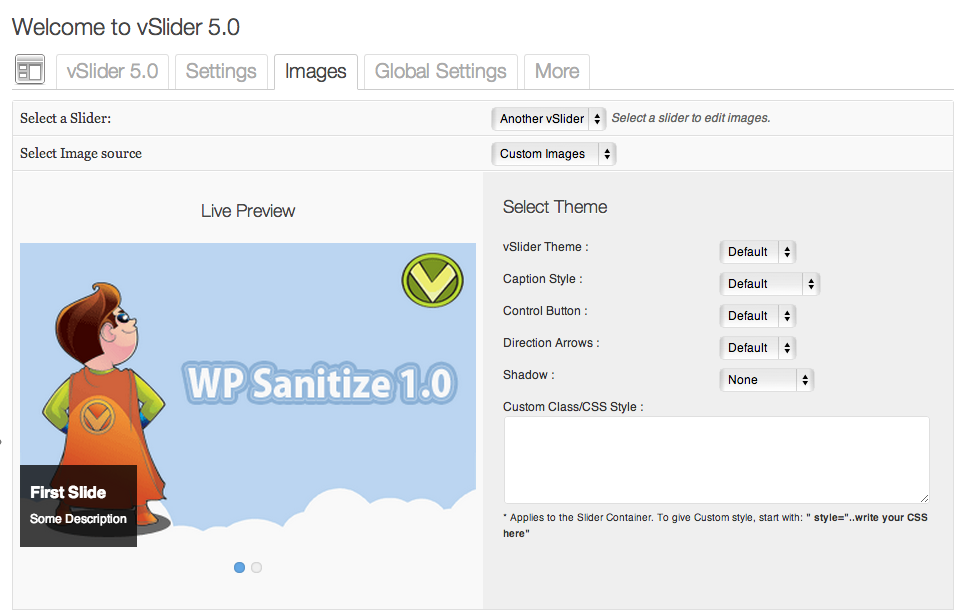 Welcome to vSlider 5.0
vSlider 5.0 Settings Images Global Settings More
Select a Slider: Another vSlider Select a slider to edit images.
Select Image source Custom Images
Live Preview
WP Sanitize 1.0
First Slide
Some Description
Select Theme
vSlider Theme : Default
Caption Style : Default
Control Button : Default
Direction Arrows : Default
Shadow : None
Custom Class/CSS Style :
* Applies to the Slider Container. To give Custom style, start with: " style="..write your CSS
here"